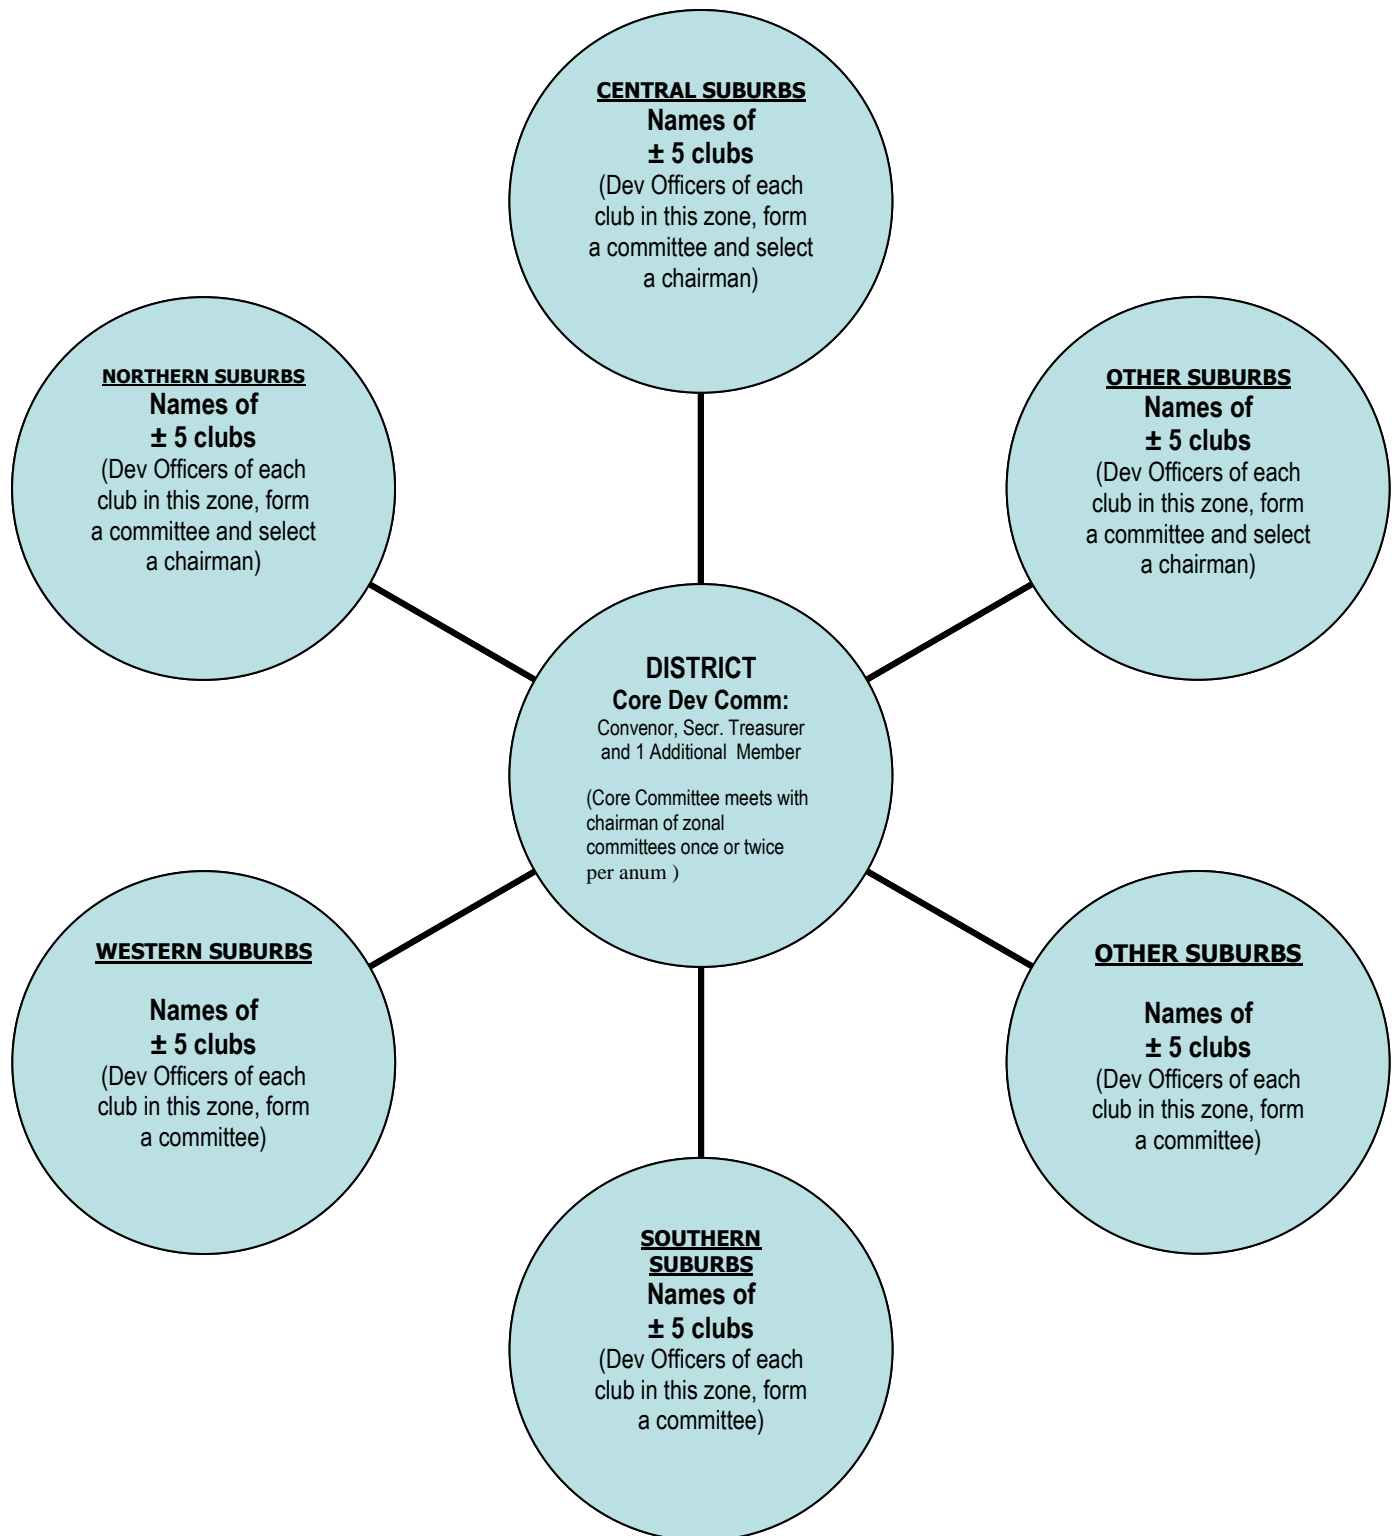 CENTRAL SUBURBS
Names of
± 5 clubs
(Dev Officers of each
club in this zone, form
a committee and select
a chairman)
NORTHERN SUBURBS
Names of
± 5 clubs
(Dev Officers of each
club in this zone, form
a committee and select
a chairman)
OTHER SUBURBS
Names of
± 5 clubs
(Dev Officers of each
club in this zone, form
a committee and select
a chairman)
DISTRICT
Core Dev Comm:
Convenor, Secr. Treasurer
and 1 Additional  Member
(Core Committee meets with
chairman of zonal
committees once or twice
per anum )
WESTERN SUBURBS
Names of
± 5 clubs
(Dev Officers of each
club in this zone, form
a committee)
OTHER SUBURBS
Names of
± 5 clubs
(Dev Officers of each
club in this zone, form
a committee)
SOUTHERN
SUBURBS
Names of
± 5 clubs
(Dev Officers of each
club in this zone, form
a committee)